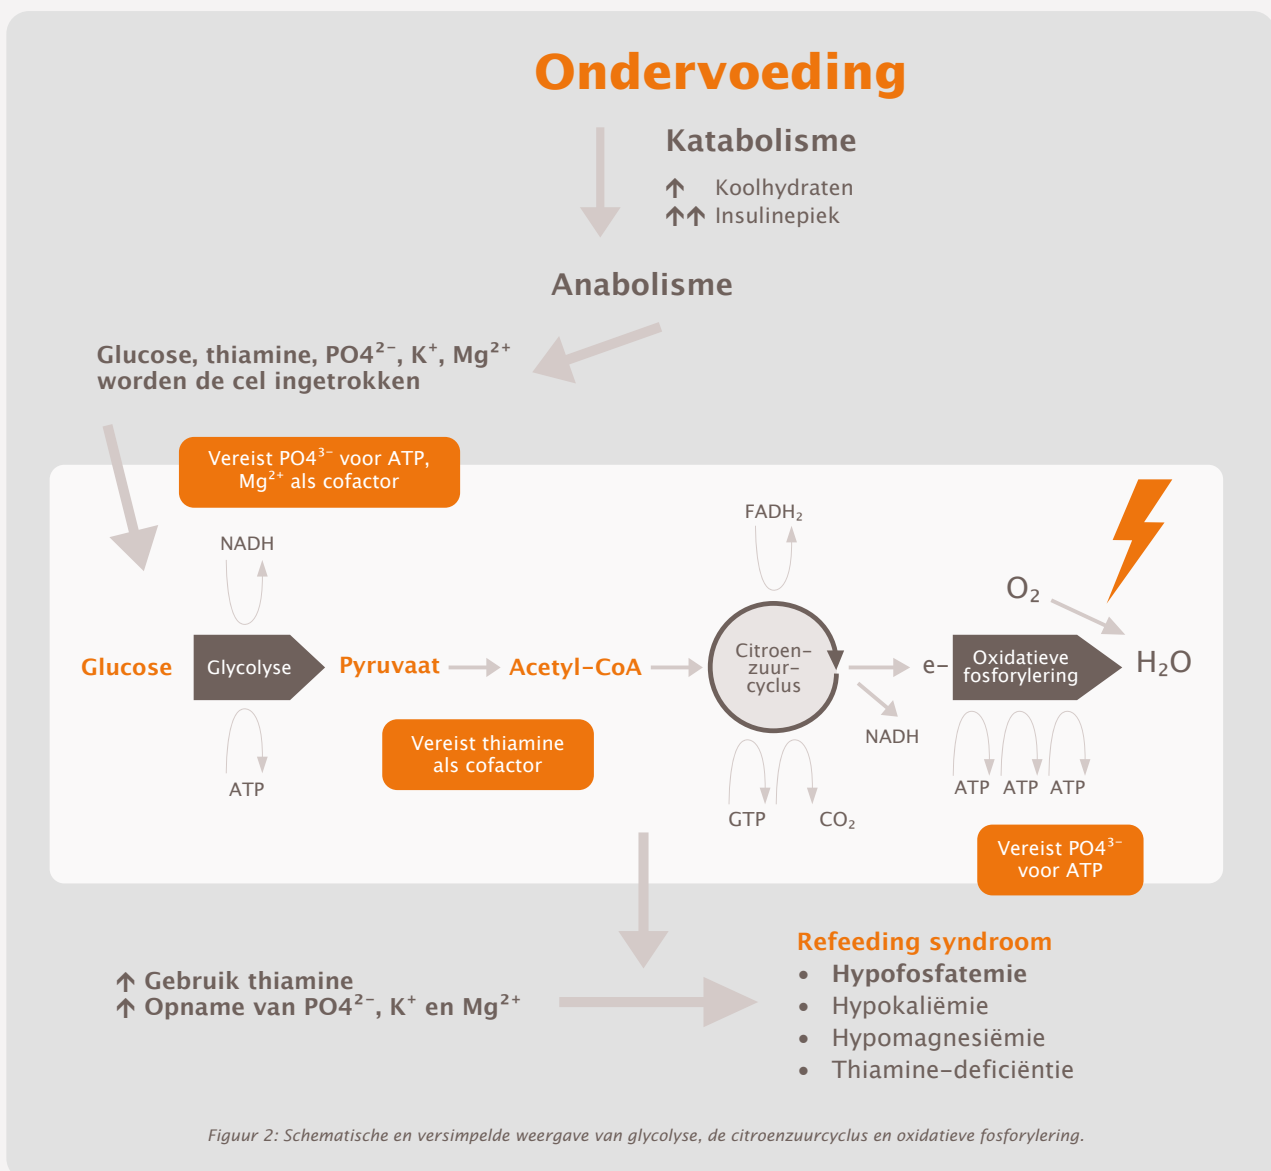 Ondervoeding
Katabolisme
↑ Koolhydraten
↑↑ Insulinepiek
Anabolisme
Glucose, thiamine, PO4²⁻, K⁺, Mg²⁺
worden de cel ingetrokken
Vereist PO4³⁻ voor ATP,
Mg²⁺ als cofactor
NADH
FADH₂
O₂
Glucose
Glycolyse
Pyruvaat
Acetyl-CoA
Citroen-
zuur-
cyclus
e-
Oxidatieve
fosforylering
H₂O
NADH
Vereist thiamine
als cofactor
ATP
GTP
CO₂
ATP ATP ATP
Vereist PO4³⁻
voor ATP
↑ Gebruik thiamine
↑ Opname van PO4²⁻, K⁺ en Mg²⁺
Refeeding syndroom
• Hypofosfatemie
• Hypokaliëmie
• Hypomagnesiëmie
• Thiamine-deficiëntie
Figuur 2: Schematische en versimpelde weergave van glycolyse, de citroenzuurcyclus en oxidatieve fosforylering.